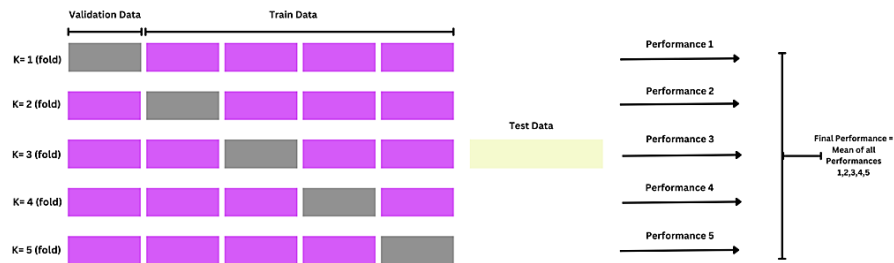 Validation Data
Train Data
K= 1 (fold)
Performance 1
K= 2 (fold)
Performance 2
K= 3 (fold)
Test Data
Performance 3
Final Performance =
Mean of all
Performances
1,2,3,4,5
K= 4 (fold)
Performance 4
K= 5 (fold)
Performance 5